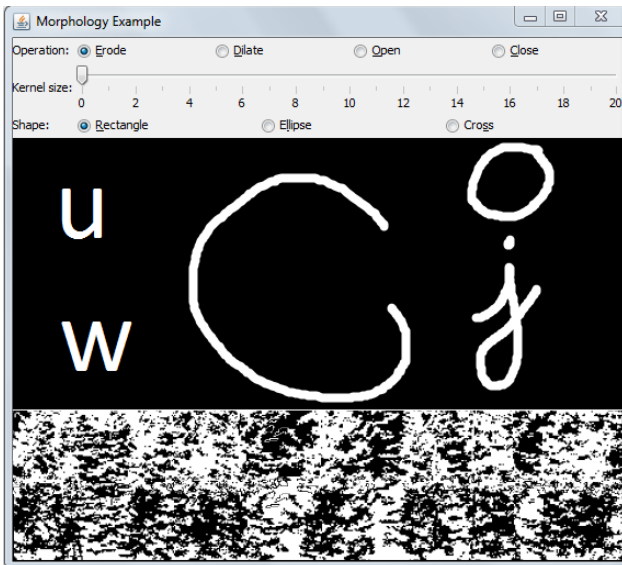 Morphology Example
Operation: Erode Dilate Open Close
Kernel size:
0 2 4 6 8 10 12 14 16 18 20
Shape: Rectangle Ellipse Cross
u
w
j